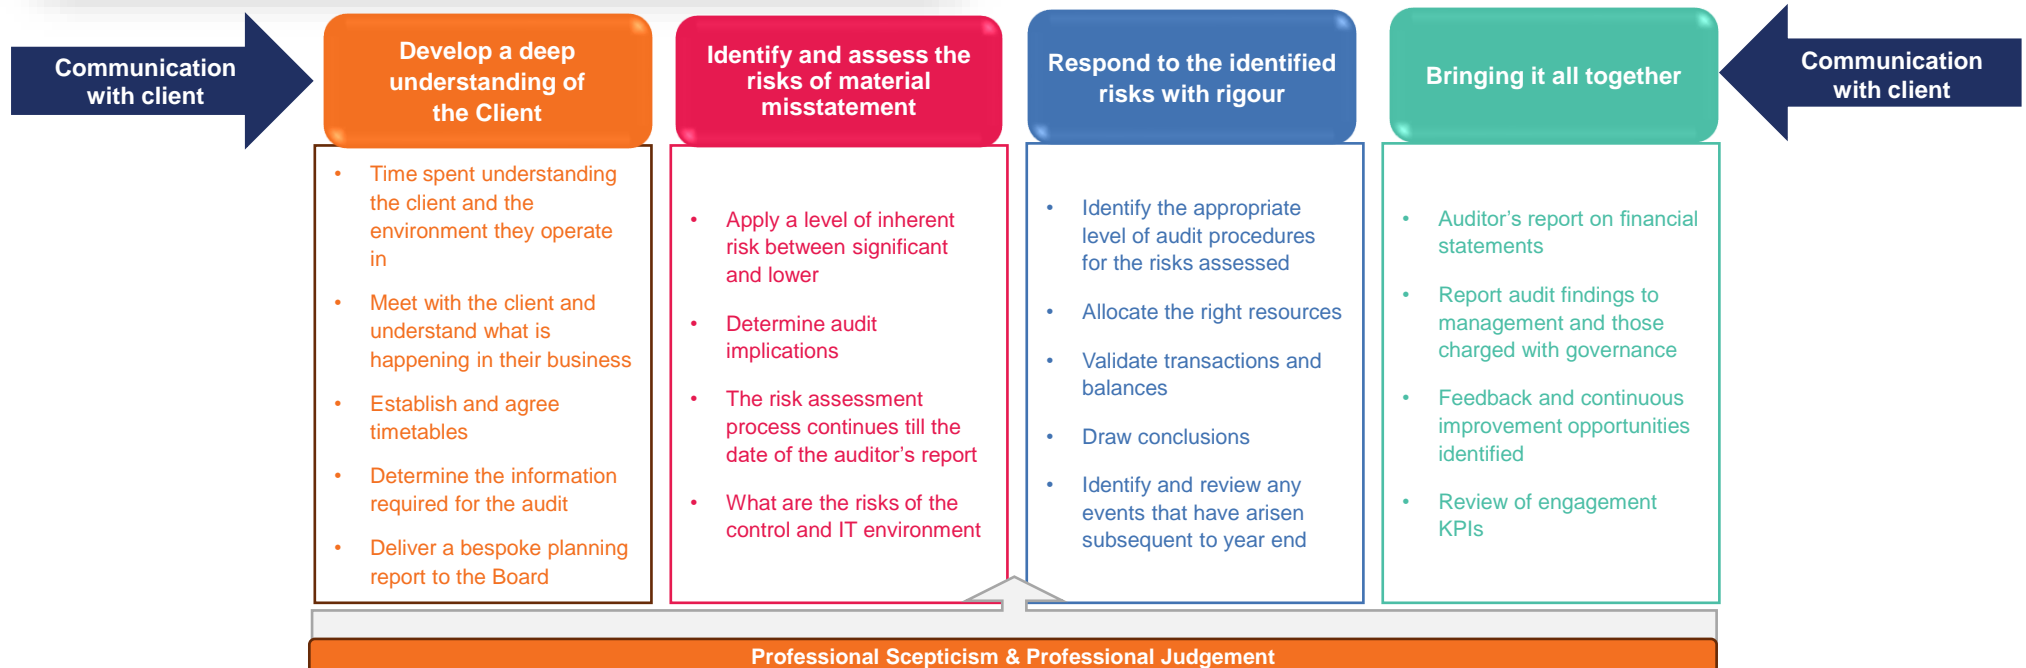 Communication
with client
Develop a deep
understanding of
the Client
Identify and assess the
risks of material
misstatement
Respond to the identified
risks with rigour
Bringing it all together
Communication
with client
• Time spent understanding
the client and the
environment they operate
in
• Meet with the client and
understand what is
happening in their business
• Establish and agree
timetables
• Determine the information
required for the audit
• Deliver a bespoke planning
report to the Board
• Apply a level of inherent
risk between significant
and lower
• Determine audit
implications
• The risk assessment
process continues till the
date of the auditor’s report
• What are the risks of the
control and IT environment
• Identify the appropriate
level of audit procedures
for the risks assessed
• Allocate the right resources
• Validate transactions and
balances
• Draw conclusions
• Identify and review any
events that have arisen
subsequent to year end
• Auditor’s report on financial
statements
• Report audit findings to
management and those
charged with governance
• Feedback and continuous
improvement opportunities
identified
• Review of engagement
KPIs
Professional Scepticism & Professional Judgement